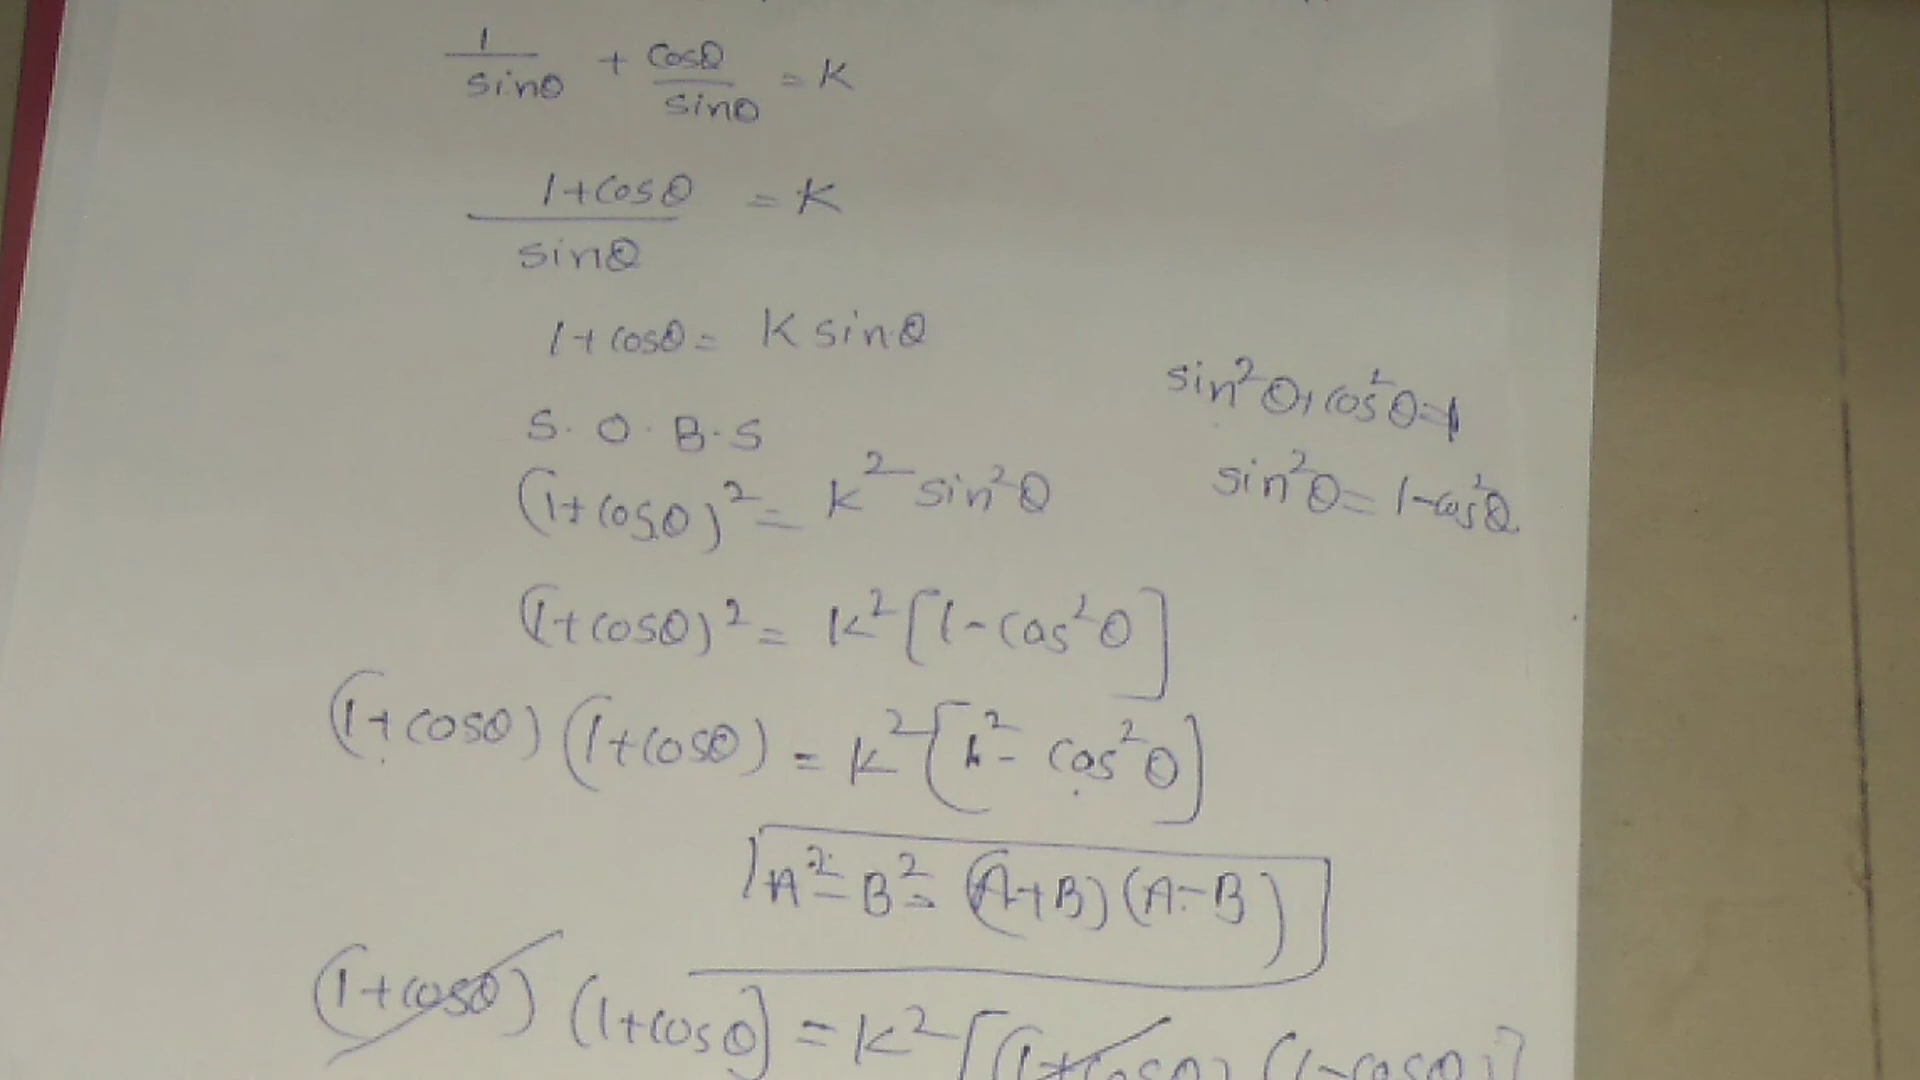 1/sinθ + cosθ/sinθ = K
1+cosθ/sinθ = K
1+cosθ = K sinθ
S.O.B.S
(1+cosθ)² = K² sin²θ
sin²θ+cos²θ=1
sin²θ = 1-cos²θ
(1+cosθ)² = K²[1-cos²θ]
(1+cosθ)(1+cosθ) = K²[1²- cos²θ]
A²-B² = (A+B)(A-B)
(1+cosθ)(1+cosθ) = K²[(1+cosθ)(1-cosθ)]